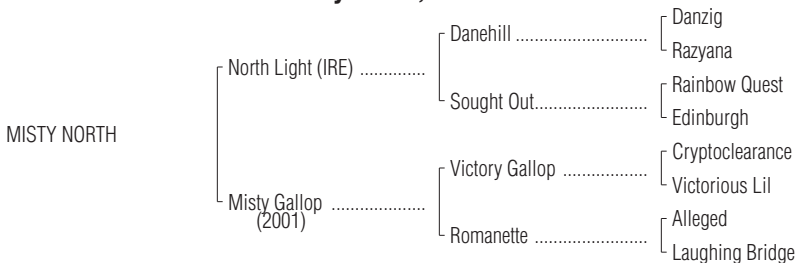 Danzig
Danehill
Razyana
North Light (IRE)
Rainbow Quest
Sought Out
Edinburgh
MISTY NORTH
Cryptoclearance
Victory Gallop
Victorious Lil
Misty Gallop
(2001)
Alleged
Romanette
Laughing Bridge